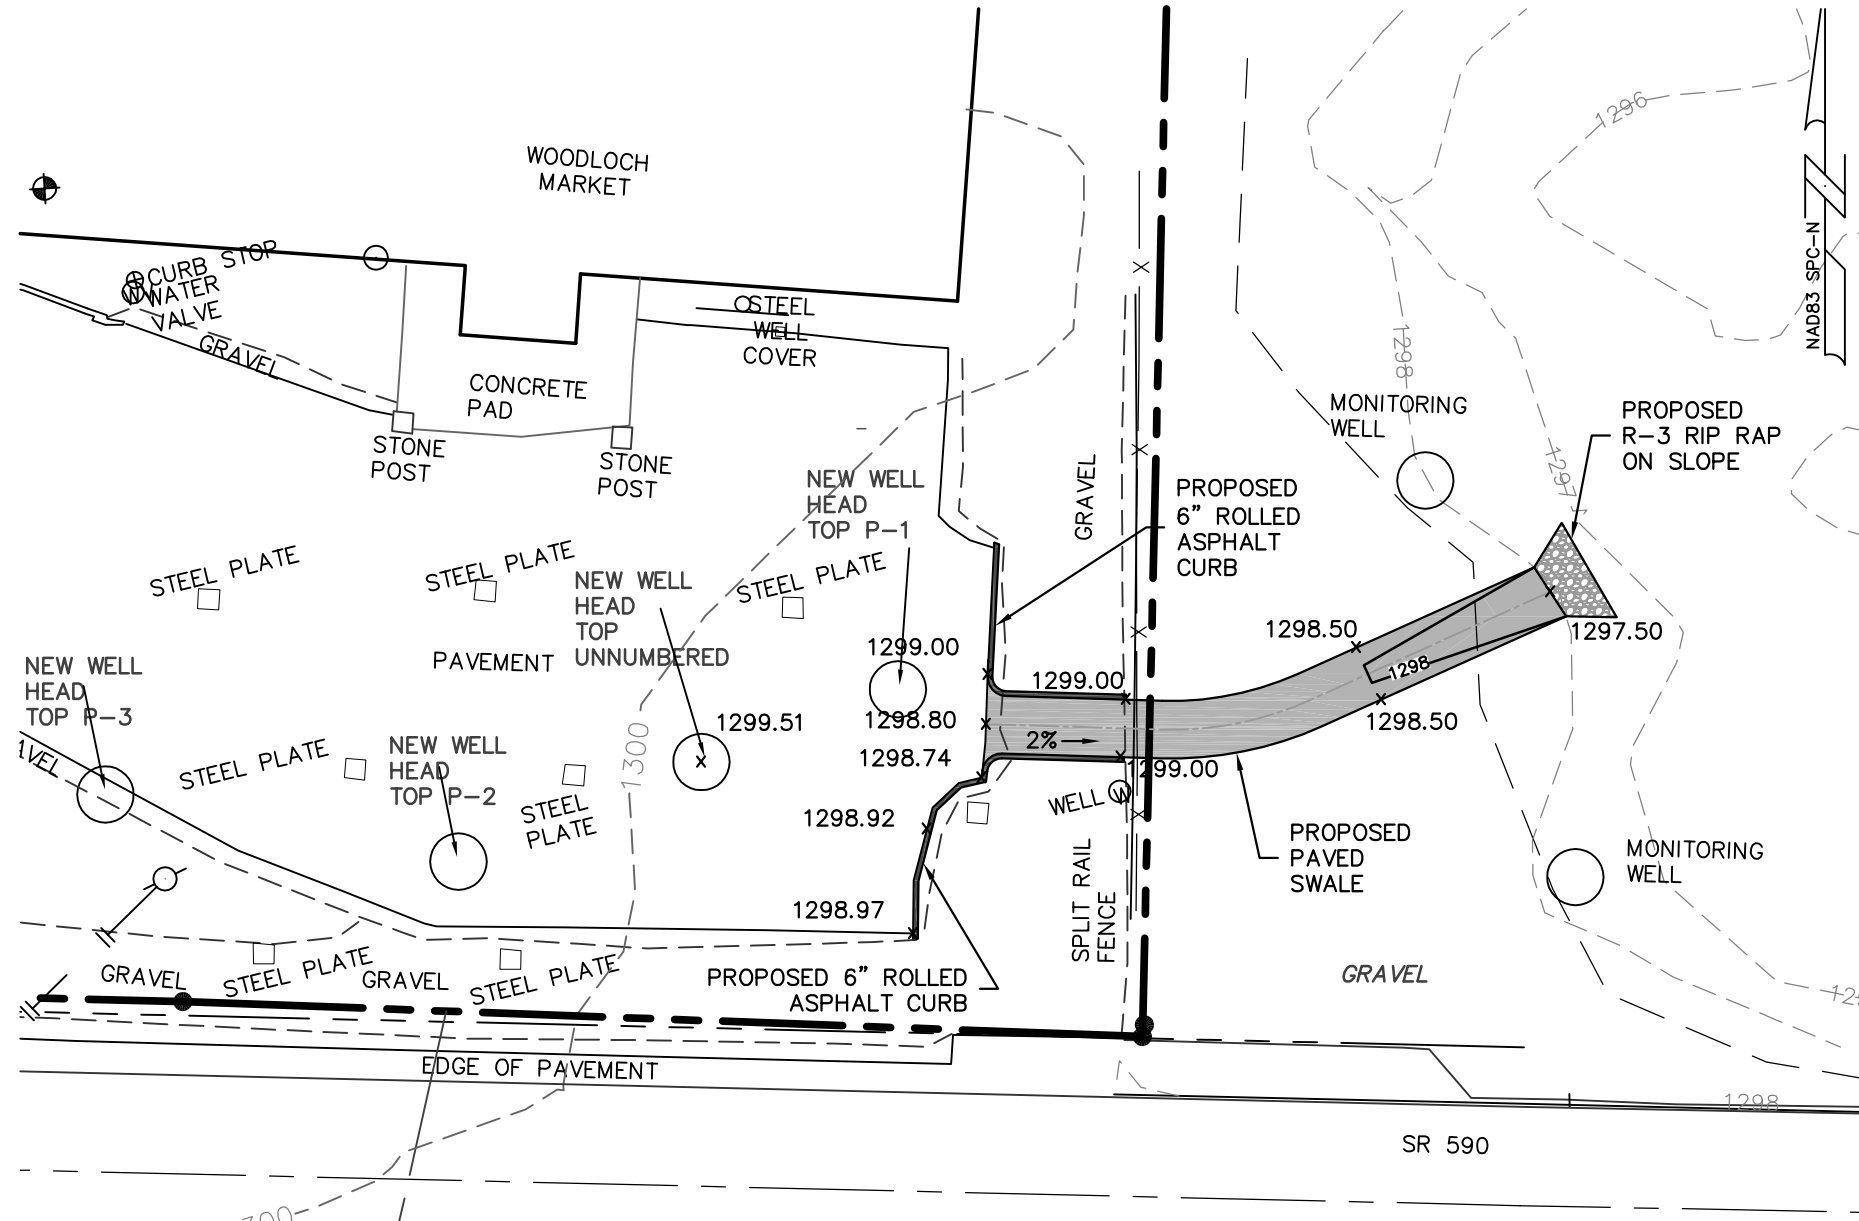 WOODLOCH
MARKET
1296
NAD83 SPC-N
CURB STOP
W
WATER
VALVE
GRAVEL
STEEL
WELL
COVER
CONCRETE
PAD
STONE
POST
STONE
POST
1298
MONITORING
WELL
PROPOSED
R-3 RIP RAP
ON SLOPE
1297
GRAVEL
PROPOSED
6” ROLLED
ASPHALT
CURB
NEW WELL
HEAD
TOP P-1
STEEL PLATE
STEEL PLATE
STEEL PLATE
NEW WELL
HEAD
TOP
UNNUMBERED
PAVEMENT
NEW WELL
HEAD
TOP P-3
1299.00
1299.00
1298.50
1297.50
1298
1298.50
1299.51
1298.80
1298.74
2%
1299.00
1300
STEEL PLATE
NEW WELL
HEAD
TOP P-2
STEEL
PLATE
1298.92
WELL
W
PROPOSED
PAVED
SWALE
MONITORING
WELL
1298.97
SPLIT RAIL
FENCE
GRAVEL
STEEL PLATE
GRAVEL
STEEL PLATE
PROPOSED 6” ROLLED
ASPHALT CURB
GRAVEL
EDGE OF PAVEMENT
1298
SR 590